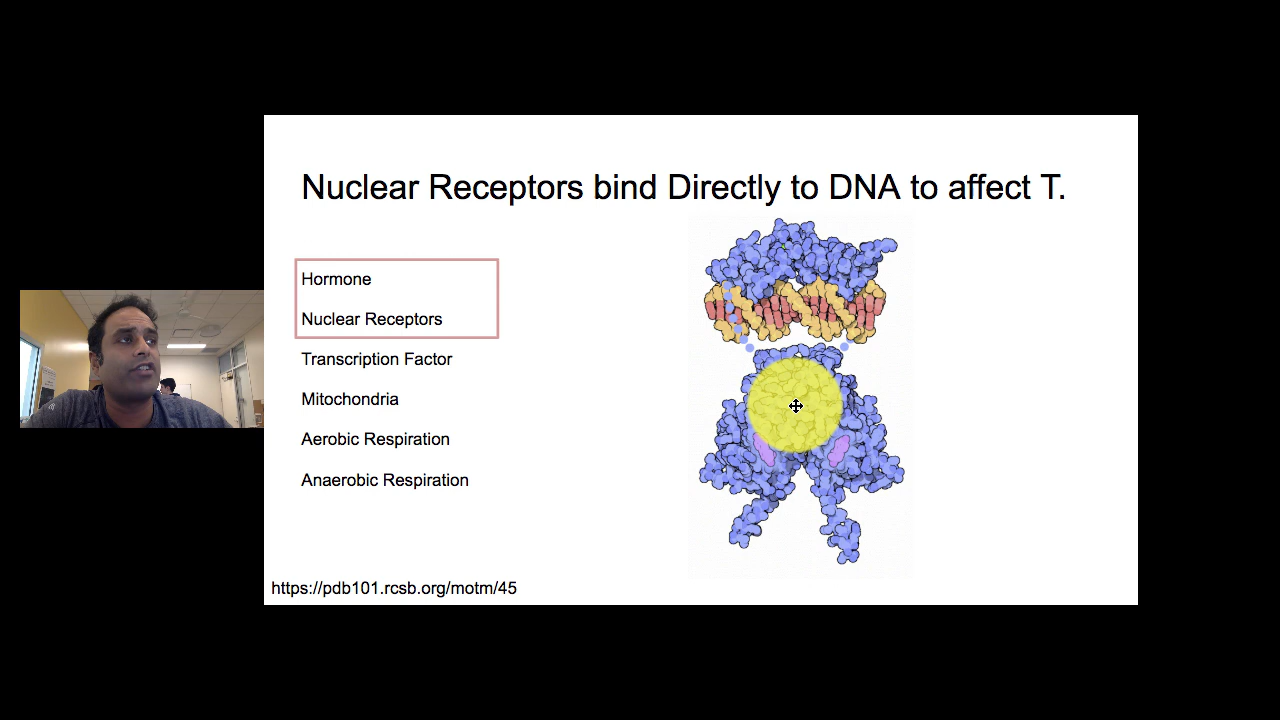 Nuclear Receptors bind Directly to DNA to affect T.
Hormone
Nuclear Receptors
Transcription Factor
Mitochondria
Aerobic Respiration
Anaerobic Respiration
https://pdb101.rcsb.org/motm/45